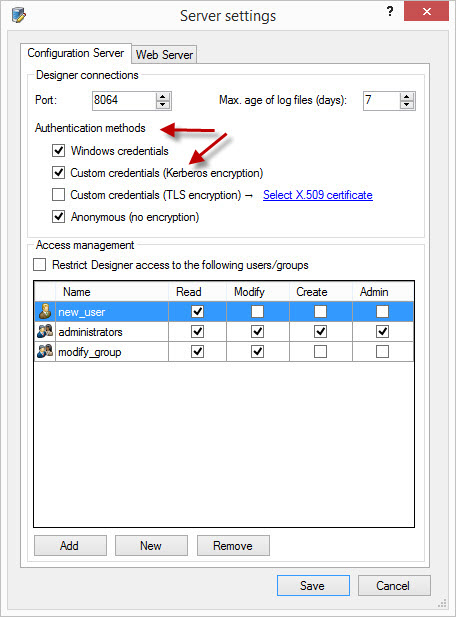 Server settings
?
Configuration Server Web Server
Designer connections
Port: 8064 Max. age of log files (days): 7
Authentication methods
Windows credentials
Custom credentials (Kerberos encryption)
Custom credentials (TLS encryption) → Select X.509 certificate
Anonymous (no encryption)
Access management
Restrict Designer access to the following users/groups
Name Read Modify Create Admin
new_user
administrators
modify_group
Add New Remove
Save Cancel